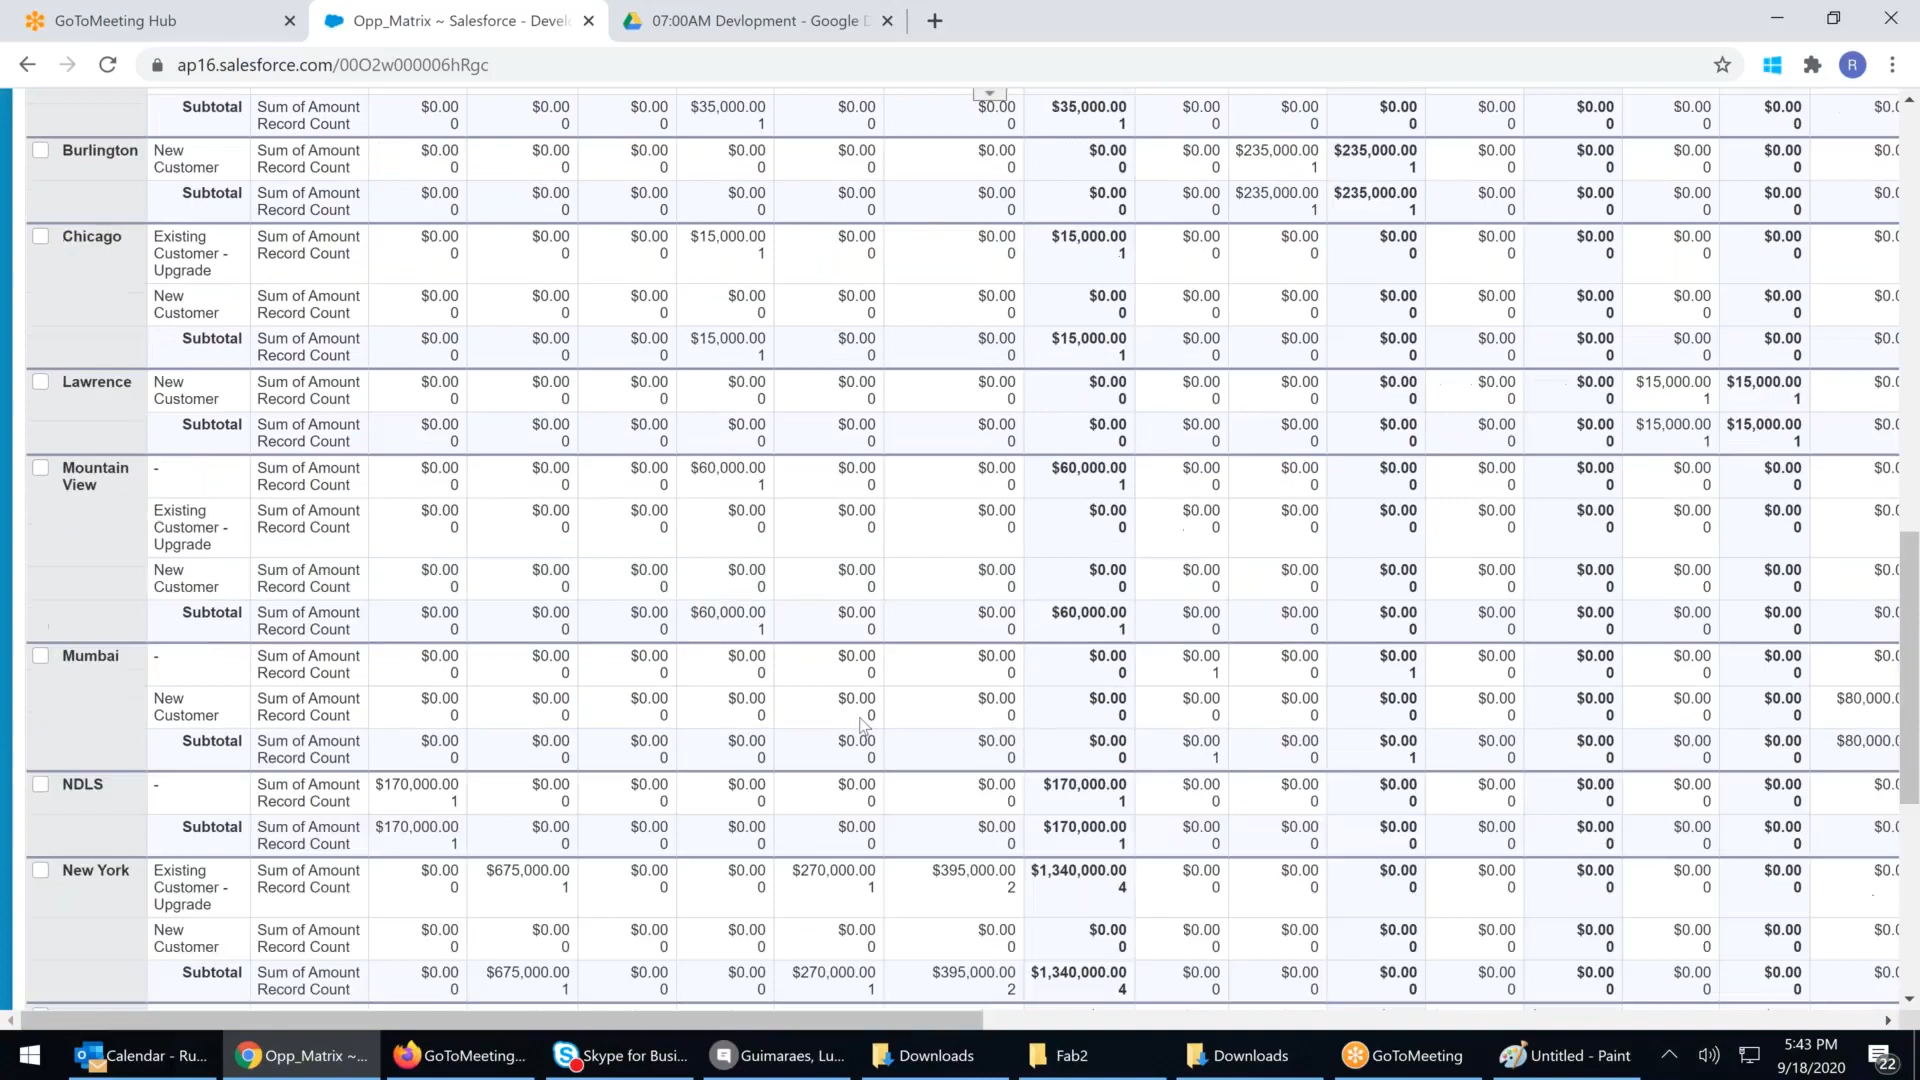 GoToMeeting Hub
Opp_Matrix ~ Salesforce - Devel
07:00AM Devlopment - Google D
ap16.salesforce.com/00O2w000006hRgc
R
Subtotal Sum of Amount $0.00 $0.00 $0.00 $35,000.00 $0.00 $0.00 $35,000.00 $0.00 $0.00 $0.00 $0.00 $0.00 $0.00 $0.00 $0.0
Record Count 0 0 0 1 0 0 1 0 0 0 0 0 0 0
Burlington New Sum of Amount $0.00 $0.00 $0.00 $0.00 $0.00 $0.00 $0.00 $0.00 $235,000.00 $235,000.00 $0.00 $0.00 $0.00 $0.00 $0.0
Customer Record Count 0 0 0 0 0 0 0 0 1 1 0 0 0 0
Subtotal Sum of Amount $0.00 $0.00 $0.00 $0.00 $0.00 $0.00 $0.00 $0.00 $235,000.00 $235,000.00 $0.00 $0.00 $0.00 $0.00 $0.0
Record Count 0 0 0 0 0 0 0 0 1 1 0 0 0 0
Chicago Existing Sum of Amount $0.00 $0.00 $0.00 $15,000.00 $0.00 $0.00 $15,000.00 $0.00 $0.00 $0.00 $0.00 $0.00 $0.00 $0.00 $0.0
Customer - Record Count 0 0 0 1 0 0 1 0 0 0 0 0 0 0
Upgrade
New Sum of Amount $0.00 $0.00 $0.00 $0.00 $0.00 $0.00 $0.00 $0.00 $0.00 $0.00 $0.00 $0.00 $0.00 $0.00 $0.0
Customer Record Count 0 0 0 0 0 0 0 0 0 0 0 0 0 0
Subtotal Sum of Amount $0.00 $0.00 $0.00 $15,000.00 $0.00 $0.00 $15,000.00 $0.00 $0.00 $0.00 $0.00 $0.00 $0.00 $0.00 $0.0
Record Count 0 0 0 1 0 0 1 0 0 0 0 0 0 0
Lawrence New Sum of Amount $0.00 $0.00 $0.00 $0.00 $0.00 $0.00 $0.00 $0.00 $0.00 $0.00 $0.00 $0.00 $15,000.00 $15,000.00 $0.0
Customer Record Count 0 0 0 0 0 0 0 0 0 0 0 0 1 1
Subtotal Sum of Amount $0.00 $0.00 $0.00 $0.00 $0.00 $0.00 $0.00 $0.00 $0.00 $0.00 $0.00 $0.00 $15,000.00 $15,000.00 $0.0
Record Count 0 0 0 0 0 0 0 0 0 0 0 0 1 1
Mountain - Sum of Amount $0.00 $0.00 $0.00 $60,000.00 $0.00 $0.00 $60,000.00 $0.00 $0.00 $0.00 $0.00 $0.00 $0.00 $0.00 $0.0
View Record Count 0 0 0 1 0 0 1 0 0 0 0 0 0 0
Existing Sum of Amount $0.00 $0.00 $0.00 $0.00 $0.00 $0.00 $0.00 $0.00 $0.00 $0.00 $0.00 $0.00 $0.00 $0.00 $0.0
Customer - Record Count 0 0 0 0 0 0 0 0 0 0 0 0 0 0
Upgrade
New Sum of Amount $0.00 $0.00 $0.00 $0.00 $0.00 $0.00 $0.00 $0.00 $0.00 $0.00 $0.00 $0.00 $0.00 $0.00 $0.0
Customer Record Count 0 0 0 0 0 0 0 0 0 0 0 0 0 0
Subtotal Sum of Amount $0.00 $0.00 $0.00 $60,000.00 $0.00 $0.00 $60,000.00 $0.00 $0.00 $0.00 $0.00 $0.00 $0.00 $0.00 $0.0
Record Count 0 0 0 1 0 0 1 0 0 0 0 0 0 0
Mumbai - Sum of Amount $0.00 $0.00 $0.00 $0.00 $0.00 $0.00 $0.00 $0.00 $0.00 $0.00 $0.00 $0.00 $0.00 $0.00 $0.0
Record Count 0 0 0 0 0 0 0 1 0 1 0 0 0 0
New Sum of Amount $0.00 $0.00 $0.00 $0.00 $0.00 $0.00 $0.00 $0.00 $0.00 $0.00 $0.00 $0.00 $0.00 $0.00 $80,000.0
Customer Record Count 0 0 0 0 0 0 0 0 0 0 0 0 0 0
Subtotal Sum of Amount $0.00 $0.00 $0.00 $0.00 $0.00 $0.00 $0.00 $0.00 $0.00 $0.00 $0.00 $0.00 $0.00 $0.00 $80,000.0
Record Count 0 0 0 0 0 0 0 1 0 1 0 0 0 0
NDLS - Sum of Amount $170,000.00 $0.00 $0.00 $0.00 $0.00 $0.00 $170,000.00 $0.00 $0.00 $0.00 $0.00 $0.00 $0.00 $0.00 $0.0
Record Count 1 0 0 0 0 0 1 0 0 0 0 0 0 0
Subtotal Sum of Amount $170,000.00 $0.00 $0.00 $0.00 $0.00 $0.00 $170,000.00 $0.00 $0.00 $0.00 $0.00 $0.00 $0.00 $0.00 $0.0
Record Count 1 0 0 0 0 0 1 0 0 0 0 0 0 0
New York Existing Sum of Amount $0.00 $675,000.00 $0.00 $0.00 $270,000.00 $395,000.00 $1,340,000.00 $0.00 $0.00 $0.00 $0.00 $0.00 $0.00 $0.00 $0.0
Customer - Record Count 0 1 0 0 1 2 4 0 0 0 0 0 0 0
Upgrade
New Sum of Amount $0.00 $0.00 $0.00 $0.00 $0.00 $0.00 $0.00 $0.00 $0.00 $0.00 $0.00 $0.00 $0.00 $0.00 $0.0
Customer Record Count 0 0 0 0 0 0 0 0 0 0 0 0 0 0
Subtotal Sum of Amount $0.00 $675,000.00 $0.00 $0.00 $270,000.00 $395,000.00 $1,340,000.00 $0.00 $0.00 $0.00 $0.00 $0.00 $0.00 $0.00 $0.0
Record Count 0 1 0 0 1 2 4 0 0 0 0 0 0 0
Calendar - Ru...
Opp_Matrix ~...
GoToMeeting...
Skype for Busi...
Guimaraes, Lu...
Downloads
Fab2
Downloads
GoToMeeting
Untitled - Paint
5:43 PM
9/18/2020
22